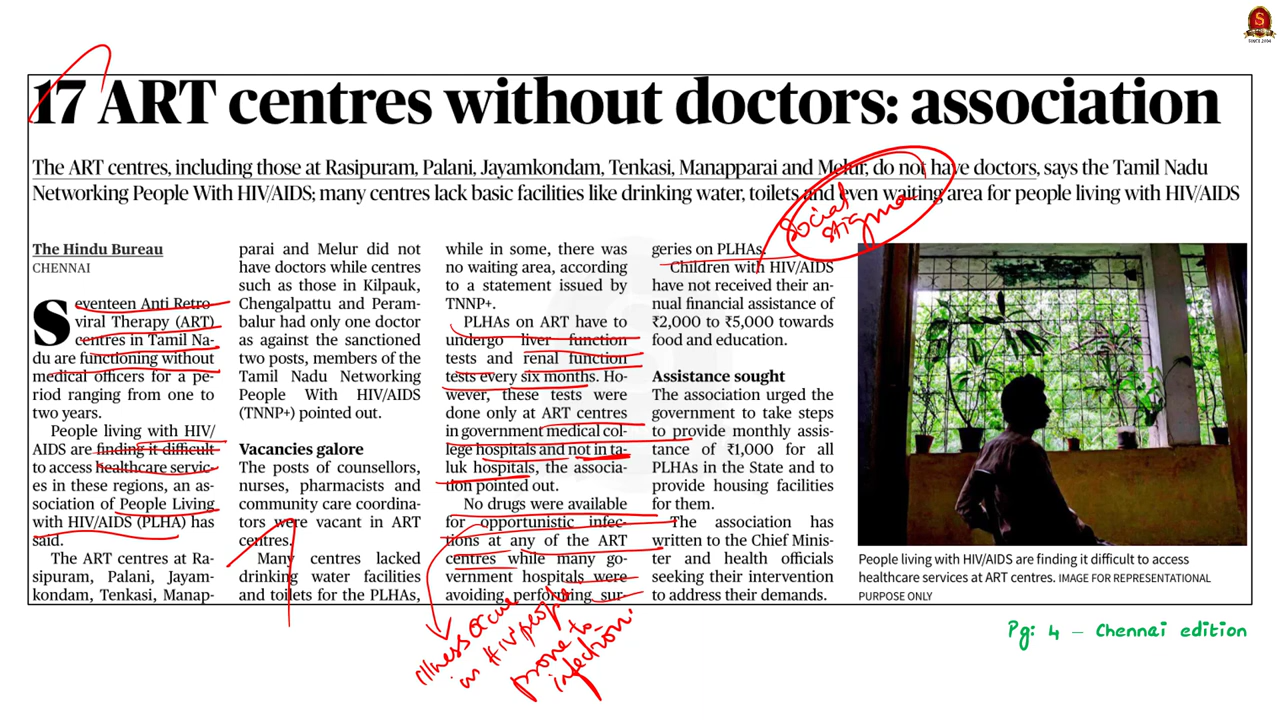 S
SINCE 2004
17 ART centres without doctors: association
The ART centres, including those at Rasipuram, Palani, Jayamkondam, Tenkasi, Manapparai and Melur, do not have doctors, says the Tamil Nadu
Networking People With HIV/AIDS; many centres lack basic facilities like drinking water, toilets and even waiting area for people living with HIV/AIDS
Social
stigma
The Hindu Bureau
CHENNAI
Seventeen Anti Retro-
viral Therapy (ART)
centres in Tamil Na-
du are functioning without
medical officers for a pe-
riod ranging from one to
two years.
People living with HIV/
AIDS are finding it difficult
to access healthcare servic-
es in these regions, an as-
sociation of People Living
with HIV/AIDS (PLHA) has
said.
The ART centres at Ra-
sipuram, Palani, Jayam-
kondam, Tenkasi, Manap-
parai and Melur did not
have doctors while centres
such as those in Kilpauk,
Chengalpattu and Peram-
balur had only one doctor
as against the sanctioned
two posts, members of the
Tamil Nadu Networking
People With HIV/AIDS
(TNNP+) pointed out.
Vacancies galore
The posts of counsellors,
nurses, pharmacists and
community care coordina-
tors were vacant in ART
centres.
Many centres lacked
drinking water facilities
and toilets for the PLHAs,
while in some, there was
no waiting area, according
to a statement issued by
TNNP+.
PLHAs on ART have to
undergo liver function
tests and renal function
tests every six months. Ho-
wever, these tests were
done only at ART centres
in government medical col-
lege hospitals and not in ta-
luk hospitals, the associa-
tion pointed out.
No drugs were available
for opportunistic infec-
tions at any of the ART
centres while many go-
vernment hospitals were
avoiding performing sur-
geries on PLHAs.
Children with HIV/AIDS
have not received their an-
nual financial assistance of
₹2,000 to ₹5,000 towards
food and education.
Assistance sought
The association urged the
government to take steps
to provide monthly assis-
tance of ₹1,000 for all
PLHAs in the State and to
provide housing facilities
for them.
The association has
written to the Chief Minis-
ter and health officials
seeking their intervention
to address their demands.
People living with HIV/AIDS are finding it difficult to access
healthcare services at ART centres. IMAGE FOR REPRESENTATIONAL
PURPOSE ONLY
illness occur
in HIV people
prone to
infection.
Pg: 4 – Chennai edition